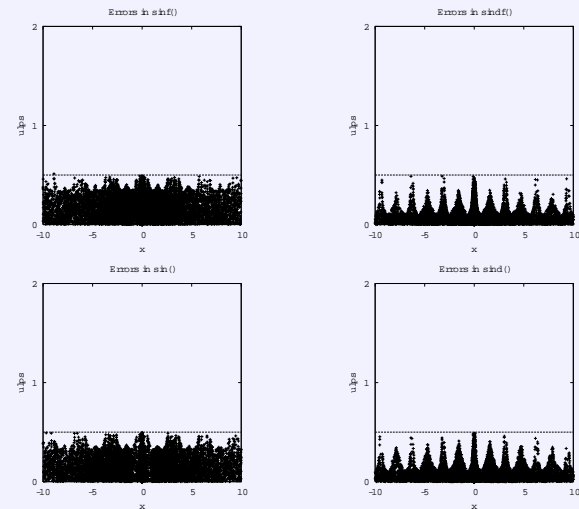 Errors in sinf()
2
1
0
ulps
-10 -5 0 5 10
x
Errors in sindf()
2
1
0
ulps
-10 -5 0 5 10
x
Errors in sin()
2
1
0
ulps
-10 -5 0 5 10
x
Errors in sind()
2
1
0
ulps
-10 -5 0 5 10
x